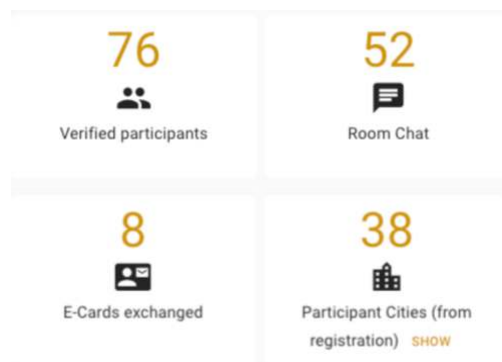 76
Verified participants
52
Room Chat
8
E-Cards exchanged
38
Participant Cities (from
registration) SHOW